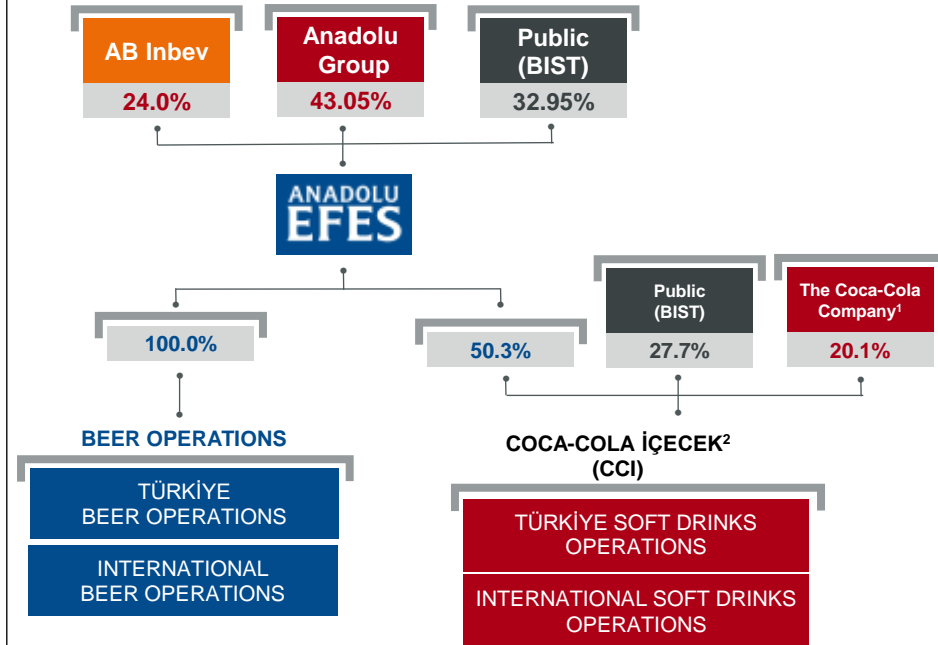 AB Inbev
24.0%
Anadolu
Group
43.05%
Public
(BIST)
32.95%
ANADOLU
EFES
100.0%
50.3%
Public
(BIST)
27.7%
The Coca-Cola
Company¹
20.1%
BEER OPERATIONS
TÜRKİYE
BEER OPERATIONS
INTERNATIONAL
BEER OPERATIONS
COCA-COLA İÇECEK²
(CCI)
TÜRKİYE SOFT DRINKS
OPERATIONS
INTERNATIONAL SOFT DRINKS
OPERATIONS